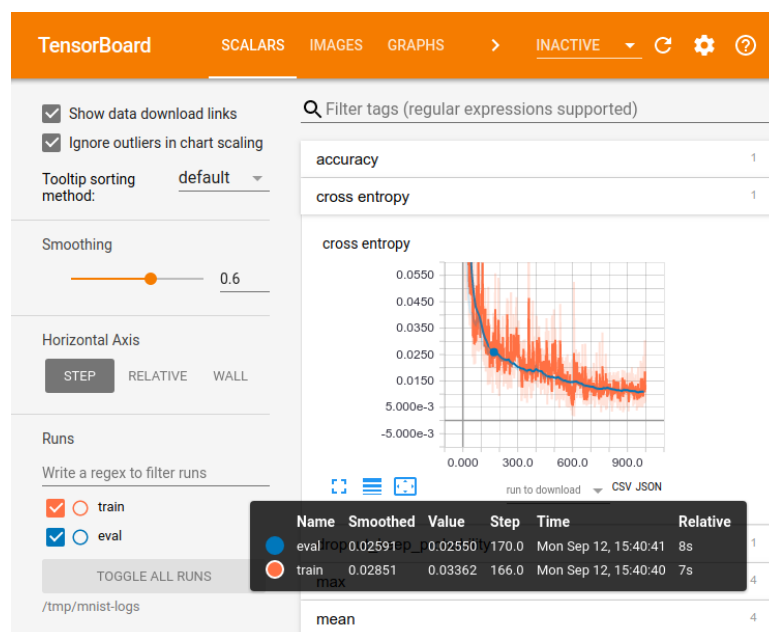 TensorBoard SCALARS IMAGES GRAPHS INACTIVE
Show data download links
Ignore outliers in chart scaling
Tooltip sorting method: default
Smoothing
0.6
Horizontal Axis
STEP RELATIVE WALL
Runs
Write a regex to filter runs
train
eval
TOGGLE ALL RUNS
/tmp/mnist-logs
Filter tags (regular expressions supported)
accuracy 1
cross entropy 1
cross entropy
0.0550
0.0450
0.0350
0.0250
0.0150
5.000e-3
-5.000e-3
0.000 300.0 600.0 900.0
run to download CSV JSON
Name Smoothed Value Step Time Relative
eval 0.02591 0.02550 170.0 Mon Sep 12, 15:40:41 8s
train 0.02851 0.03362 166.0 Mon Sep 12, 15:40:40 7s
1
max 4
mean 4